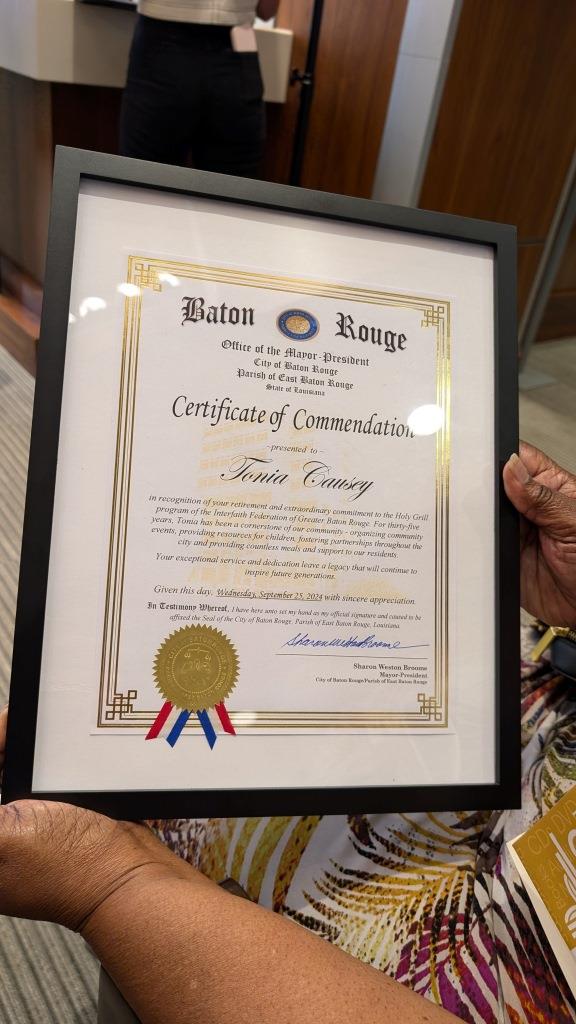 Baton Rouge
Office of the Mayor-President
City of Baton Rouge
Parish of East Baton Rouge
State of Louisiana
Certificate of Commendation
~presented to~
Tonia Causey
in recognition of your retirement and extraordinary commitment to the Holy Grill
program of the Interfaith Federation of Greater Baton Rouge. For thirty-five
years, Tonia has been a cornerstone of our community - organizing community
events, providing resources for children, fostering partnerships throughout the
city and providing countless meals and support to our residents.
Your exceptional service and dedication leave a legacy that will continue to
inspire future generations.
Given this day, Wednesday, September 25, 2024 with sincere appreciation.
In Testimony Whereof, I have here unto set my hand as my official signature and caused to be
affixed the Seal of the City of Baton Rouge, Parish of East Baton Rouge, Louisiana.
Sharon Weston Broome
Sharon Weston Broome
Mayor-President
City of Baton Rouge/Parish of East Baton Rouge